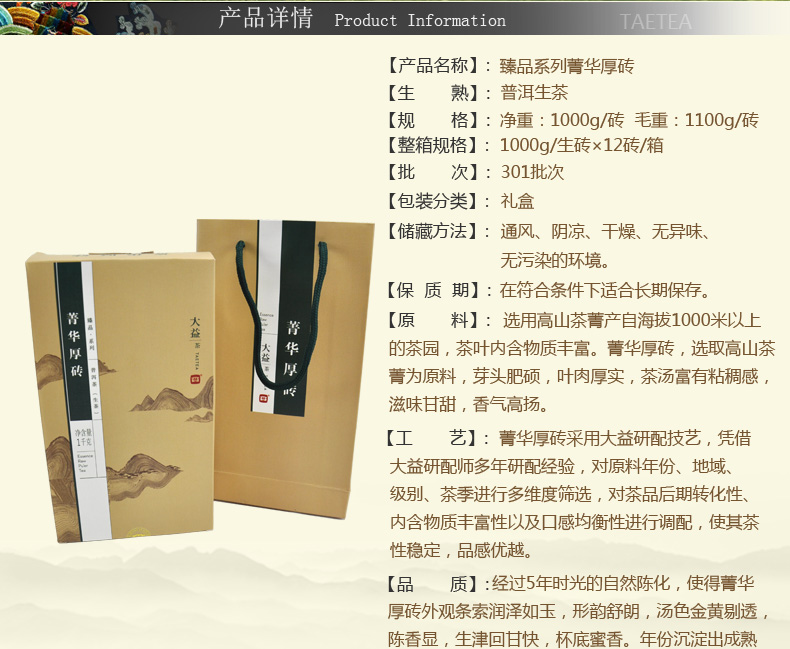 产品详情 Product Information TAETEA
【产品名称】：臻品系列菁华厚砖
【生 熟】：普洱生茶
【规 格】：净重：1000g/砖 毛重：1100g/砖
【整箱规格】：1000g/生砖×12砖/箱
【批 次】：301批次
【包装分类】：礼盒
【储藏方法】：通风、阴凉、干燥、无异味、
无污染的环境。
【保 质 期】：在符合条件下适合长期保存。
【原 料】：选用高山茶菁产自海拔1000米以上
的茶园，茶叶内含物质丰富。菁华厚砖，选取高山茶
菁为原料，芽头肥硕，叶肉厚实，茶汤富有粘稠感，
滋味甘甜，香气高扬。
【工 艺】：菁华厚砖采用大益研配技艺，凭借
大益研配师多年研配经验，对原料年份、地域、
级别、茶季进行多维度筛选，对茶品后期转化性、
内含物质丰富性以及口感均衡性进行调配，使其茶
性稳定，品感优越。
【品 质】:经过5年时光的自然陈化，使得菁华
厚砖外观条索润泽如玉，形韵舒朗，汤色金黄剔透，
陈香显，生津回甘快，杯底蜜香。年份沉淀出成熟
菁华厚砖
臻品·系列
普洱茶（生茶）
净含量
1千克
Essence
Raw
Pu'er
Tea
大益茶
TAETEA
菁华厚砖
大益茶